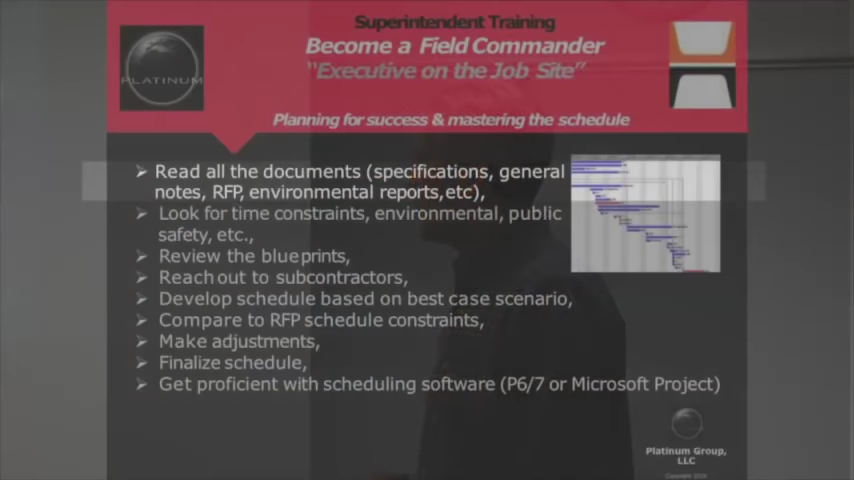 Superintendent Training
Become a Field Commander
"Executive on the Job Site"
PLATINUM
Planning for success & mastering the schedule
➢ Read all the documents (specifications, general
notes, RFP, environmental reports,etc),
➢ Look for time constraints, environmental, public
safety, etc.,
➢ Review the blueprints,
➢ Reach out to subcontractors,
➢ Develop schedule based on best case scenario,
➢ Compare to RFP schedule constraints,
➢ Make adjustments,
➢ Finalize schedule,
➢ Get proficient with scheduling software (P6/7 or Microsoft Project)
Platinum Group,
LLC